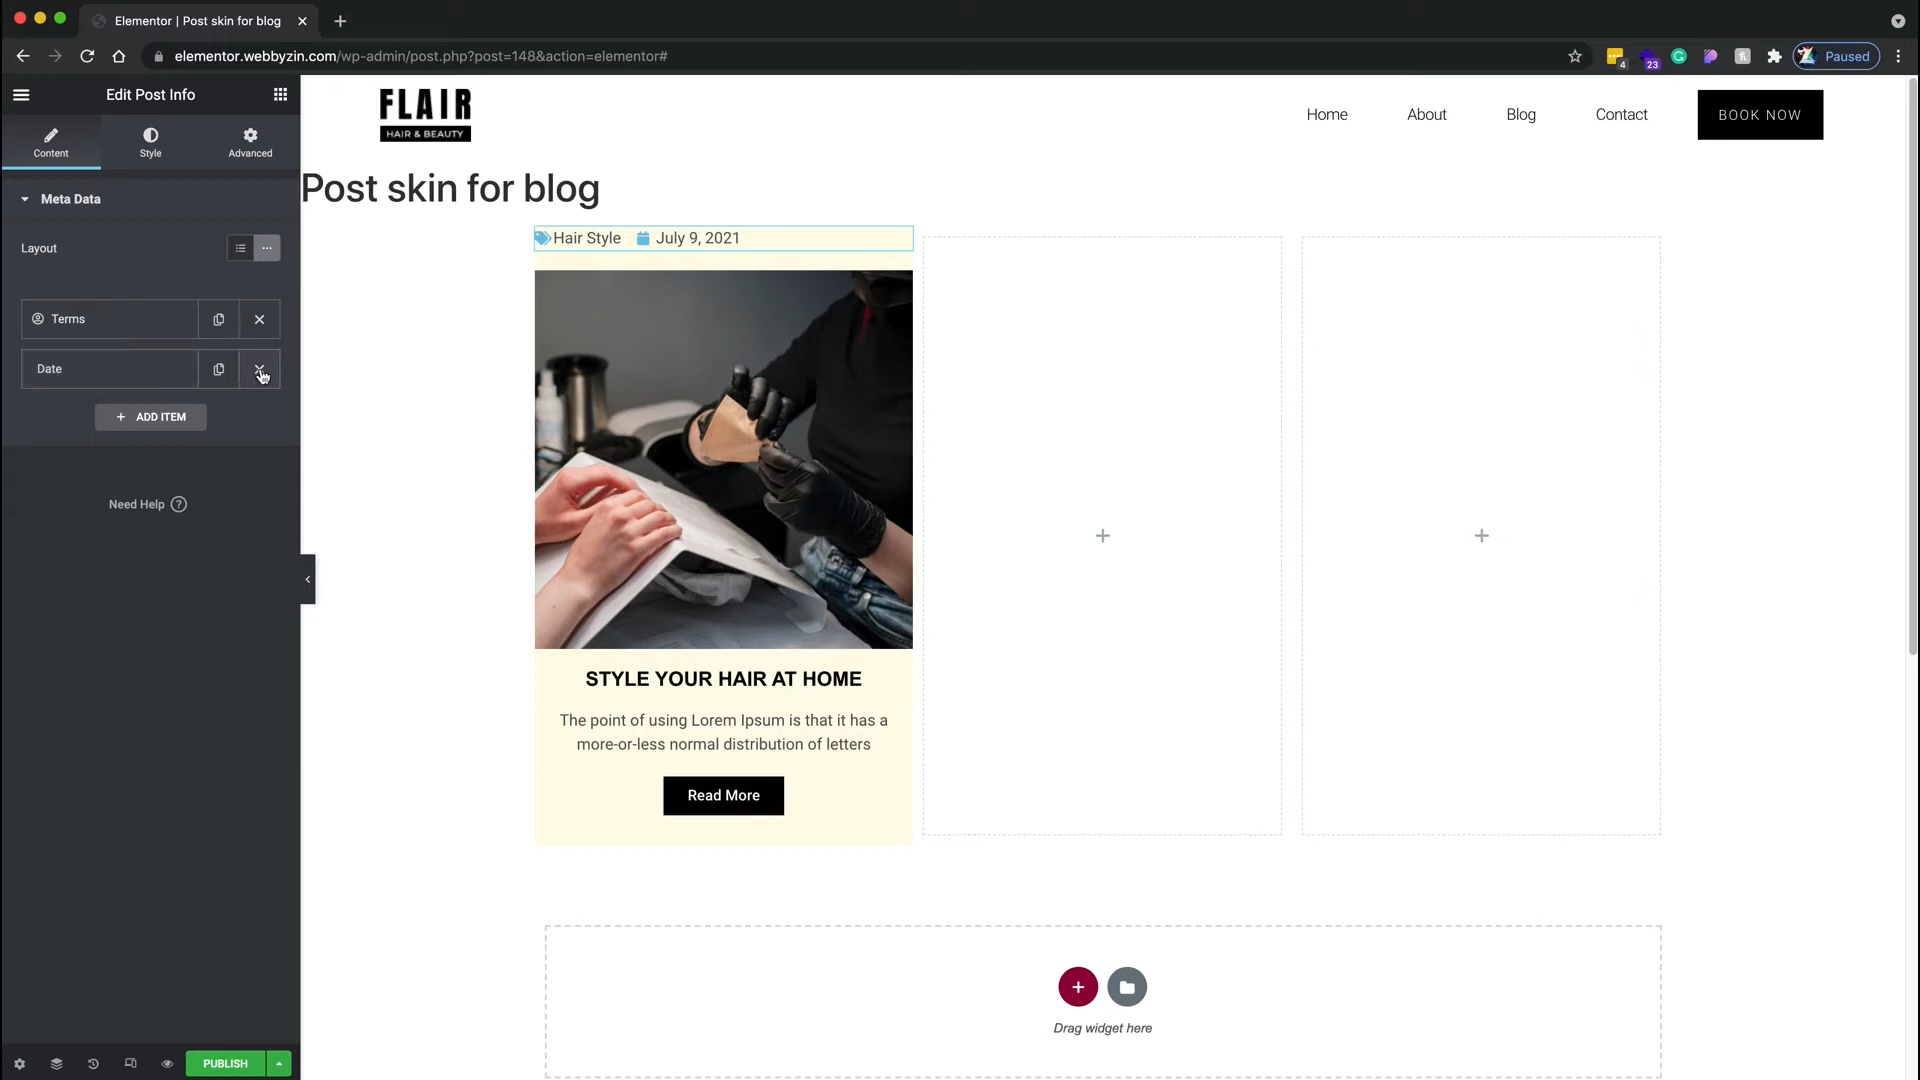 Elementor | Post skin for blog
elementor.webbyzin.com/wp-admin/post.php?post=148&action=elementor#
4
23
Paused
Edit Post Info
Content
Style
Advanced
Meta Data
Layout
Terms
Date
ADD ITEM
Need Help
PUBLISH
FLAIR
HAIR & BEAUTY
Home
About
Blog
Contact
BOOK NOW
Post skin for blog
Hair Style
July 9, 2021
STYLE YOUR HAIR AT HOME
The point of using Lorem Ipsum is that it has a
more-or-less normal distribution of letters
Read More
Drag widget here